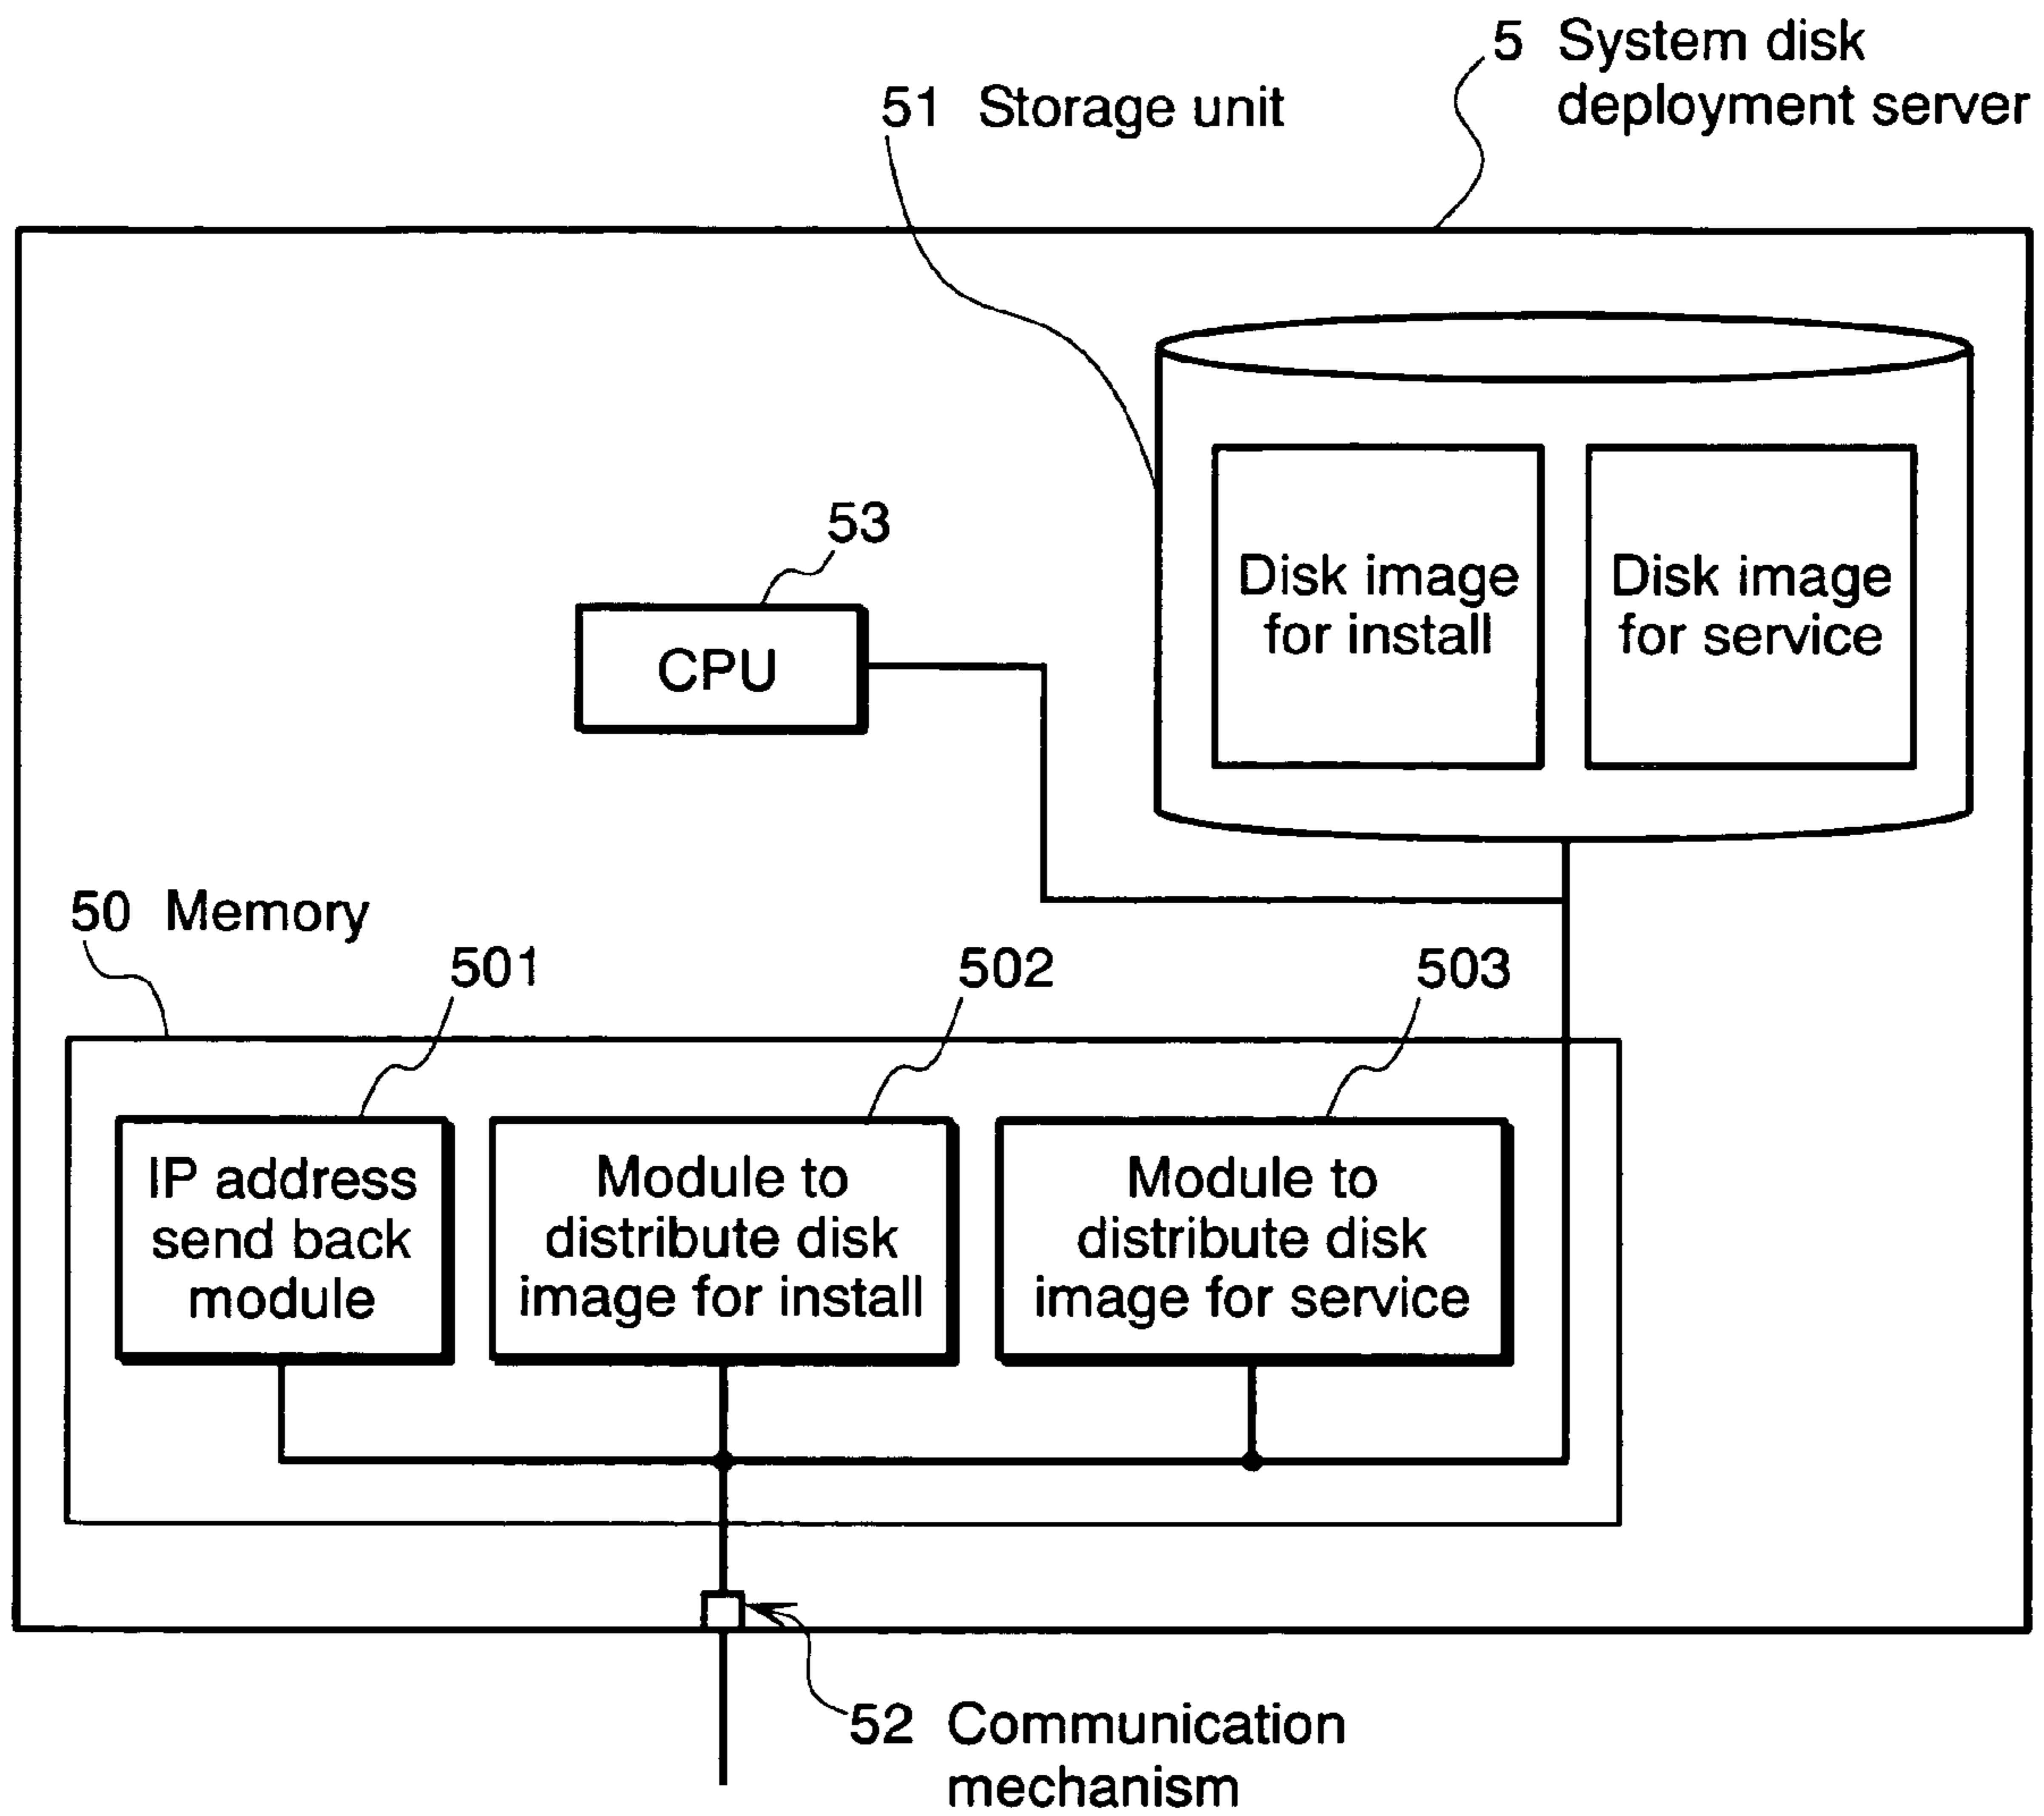 5 System disk
deployment server
51 Storage unit
53
CPU
Disk image
for install
Disk image
for service
50 Memory
501
502
503
IP address
send back
module
Module to
distribute disk
image for install
Module to
distribute disk
image for service
52 Communication
mechanism